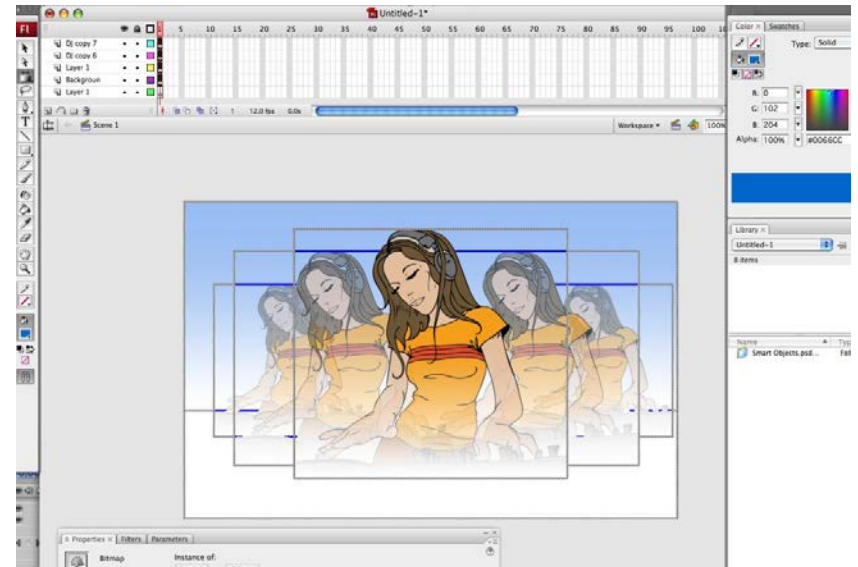 Untitled-1*
Fl
5 10 15 20 25 30 35 40 45 50 55 60 65 70 75 80 85 90 95 100
Dj copy 7
Dj copy 6
Layer 1
Backgroun
Layer 1
1 12.0 fps 0.0s
Scene 1
Workspace
100%
Color × Swatches
Type: Solid
R: 0
G: 102
B: 204
Alpha: 100%
#0066CC
Library ×
Untitled-1
8 items
Name
Smart Objects.psd...
Properties × Filters Parameters
Bitmap
Instance of: